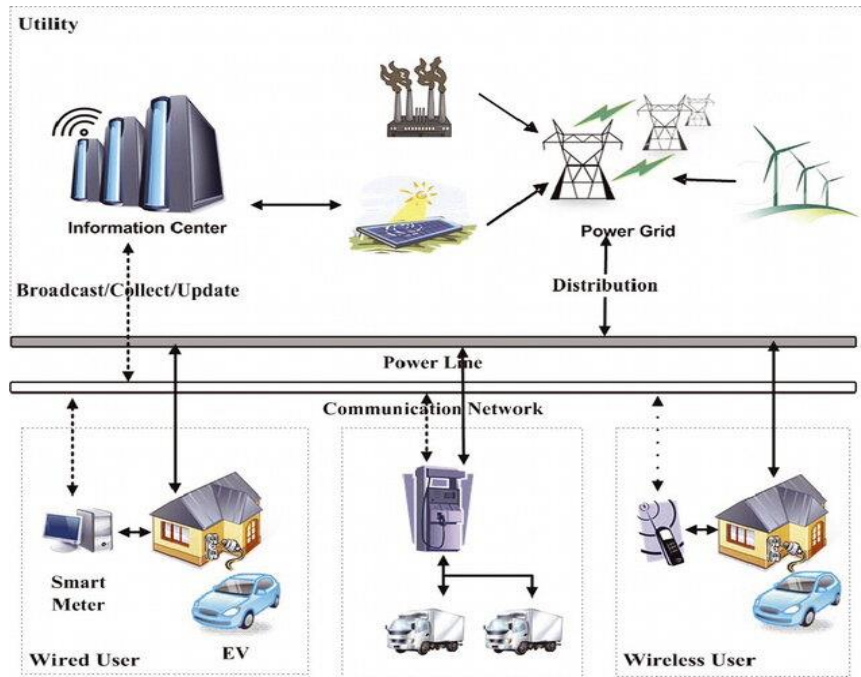 Utility
Information Center
Power Grid
Broadcast/Collect/Update
Distribution
Power Line
Communication Network
Smart
Meter
EV
Wired User
Wireless User